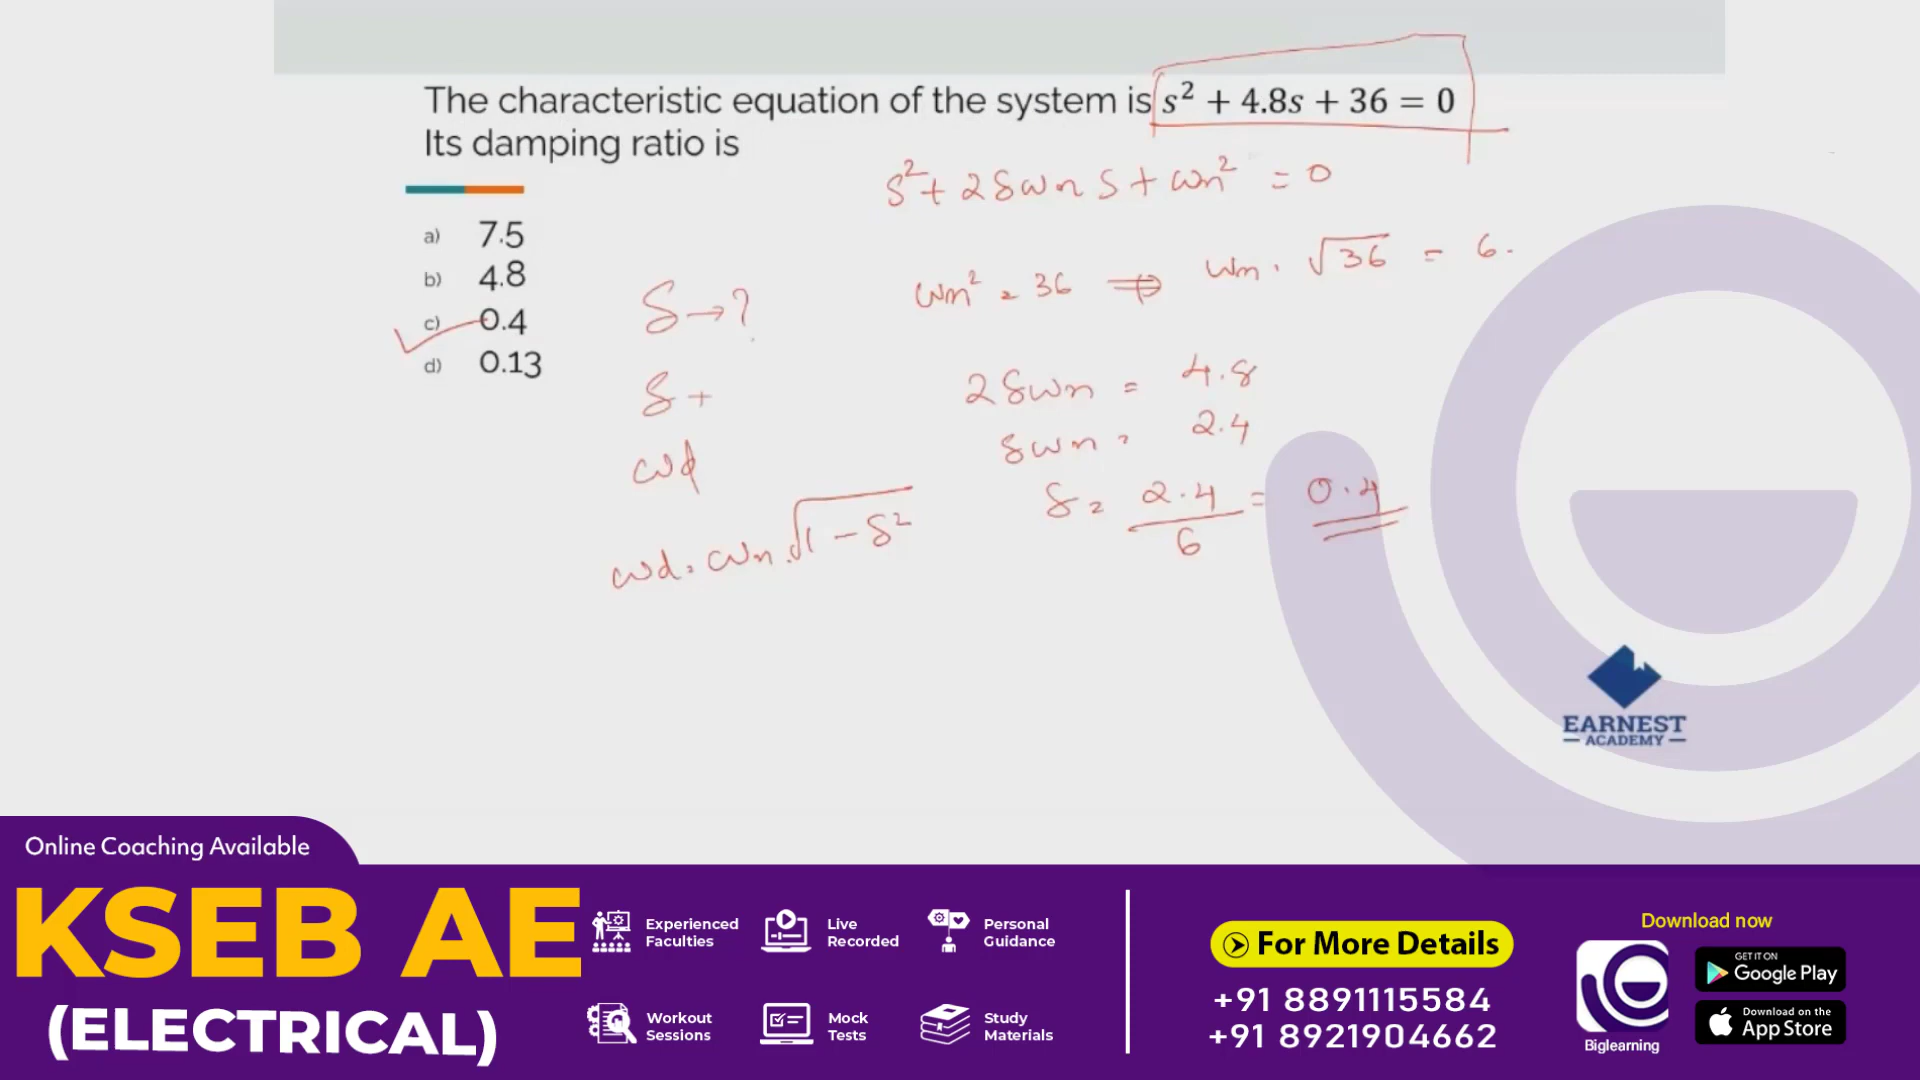 The characteristic equation of the system is s² + 4.8s + 36 = 0
Its damping ratio is
a) 7.5
b) 4.8
c) 0.4
d) 0.13
s² + 2δωn s + ωn² = 0
ωn² = 36 ⇒ ωn = √36 = 6.
δ → ?
2δωn = 4.8
δ +
δωn = 2.4
ωd
δ = 2.4/6 = 0.4
ωd = ωn.√1 − δ²
EARNEST
ACADEMY
Online Coaching Available
KSEB AE
(ELECTRICAL)
Experienced
Faculties
Live
Recorded
Personal
Guidance
Workout
Sessions
Mock
Tests
Study
Materials
For More Details
+91 8891115584
+91 8921904662
Download now
Biglearning
GET IT ON
Google Play
Download on the
App Store